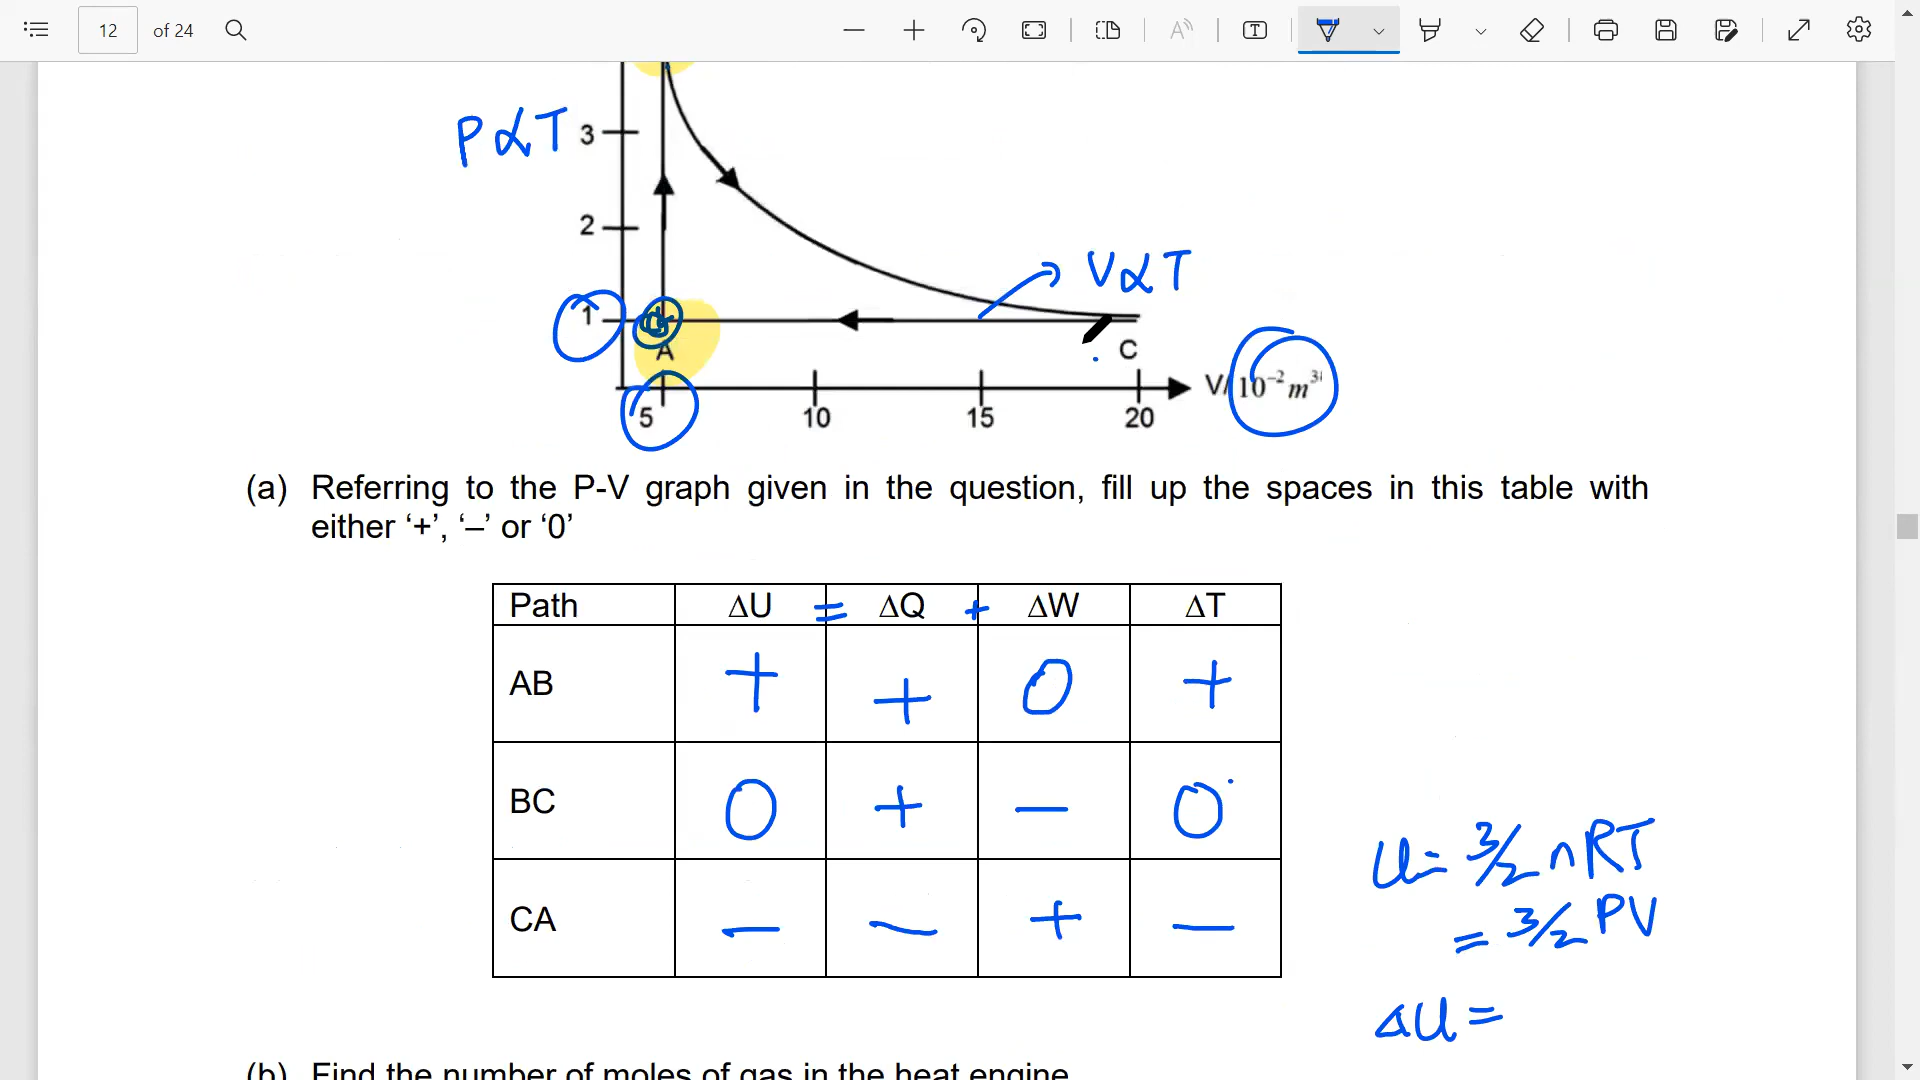 12 of 24
P∝T 3
2
V∝T
1
A
C
V/10⁻²m³
5 10 15 20
(a) Referring to the P-V graph given in the question, fill up the spaces in this table with
either ‘+’, ‘–’ or ‘0’
Path ΔU = ΔQ + ΔW ΔT
AB + + 0 +
BC 0 + — 0
CA — — + —
U= 3/2 nRT
= 3/2 PV
ΔU =
(b) Find the number of moles of gas in the heat engine